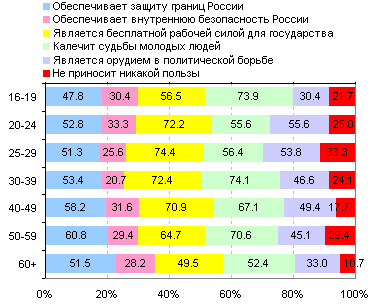 Обеспечивает защиту границ России
Обеспечивает внутреннюю безопасность России
Является бесплатной рабочей силой для государства
Калечит судьбы молодых людей
Является орудием в политической борьбе
Не приносит никакой пользы
16-19 47.8 30.4 56.5 73.9 30.4 21.7
20-24 52.8 33.3 72.2 55.6 55.6 25.0
25-29 51.3 25.6 74.4 56.4 53.8 33.3
30-39 53.4 20.7 72.4 74.1 46.6 24.1
40-49 58.2 31.6 70.9 67.1 49.4 17.7
50-59 60.8 29.4 64.7 70.6 45.1 29.4
60+ 51.5 28.2 49.5 52.4 33.0 10.7
0% 20% 40% 60% 80% 100%